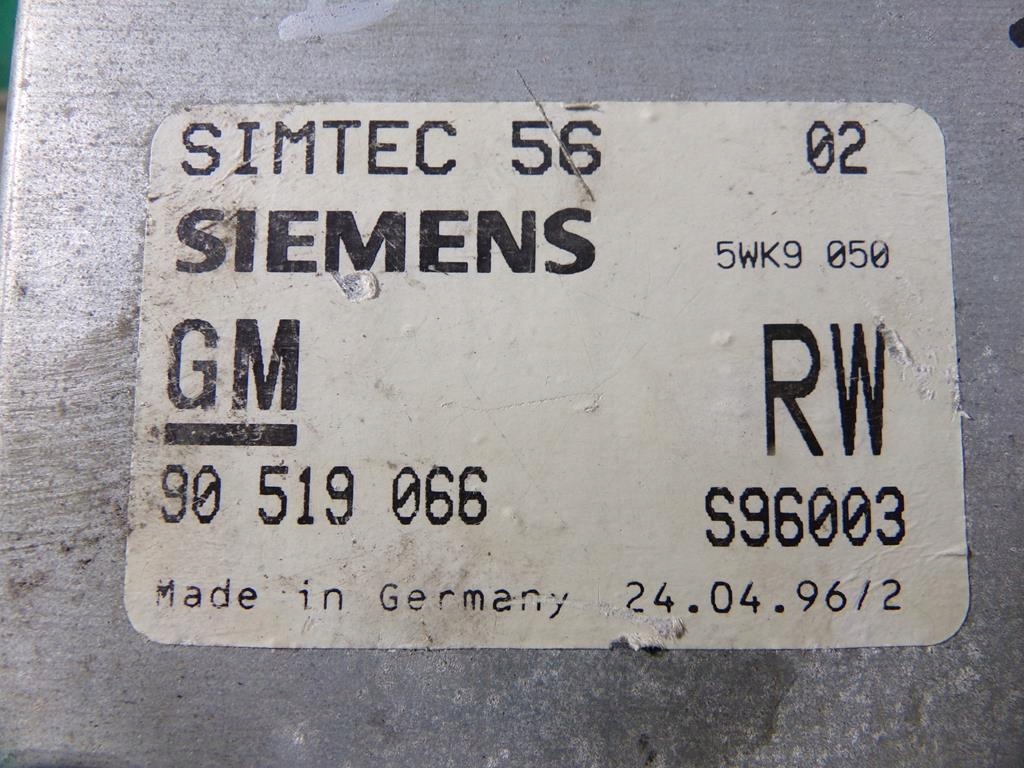 SIMTEC 56 02
SIEMENS 5WK9 050
GM RW
90 519 066 S96003
Made in Germany 24.04.96/2